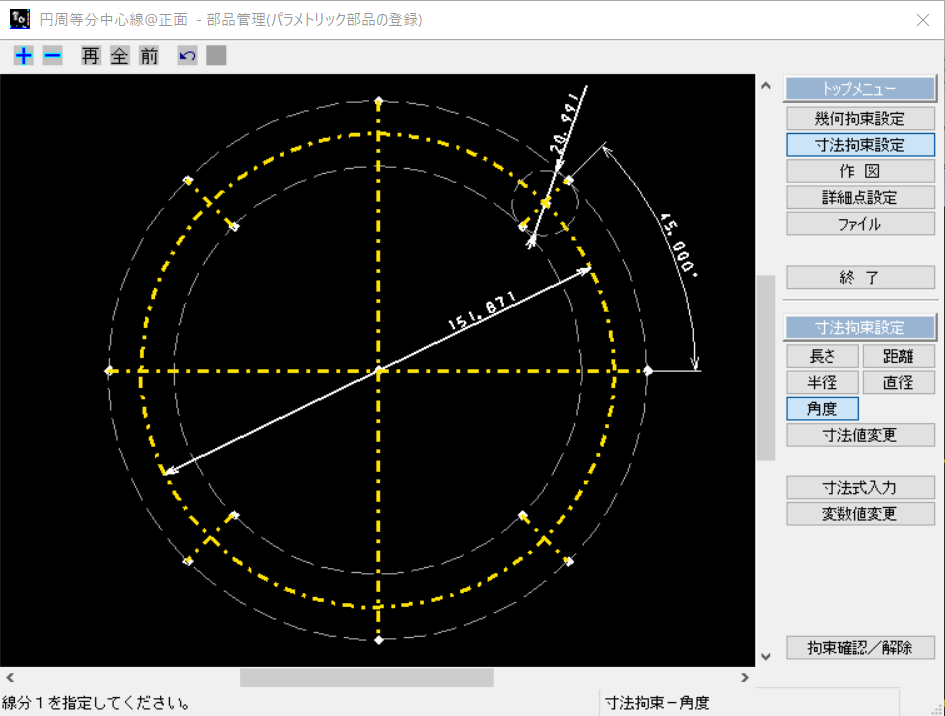 円周等分中心線@正面 - 部品管理(パラメトリック部品の登録)
再 全 前
トップメニュー
幾何拘束設定
寸法拘束設定
作 図
詳細点設定
ファイル
終 了
寸法拘束設定
長さ 距離
半径 直径
角度
寸法値変更
寸法式入力
変数値変更
拘束確認／解除
20.991
45.000°
151.871
線分１を指定してください。
寸法拘束－角度